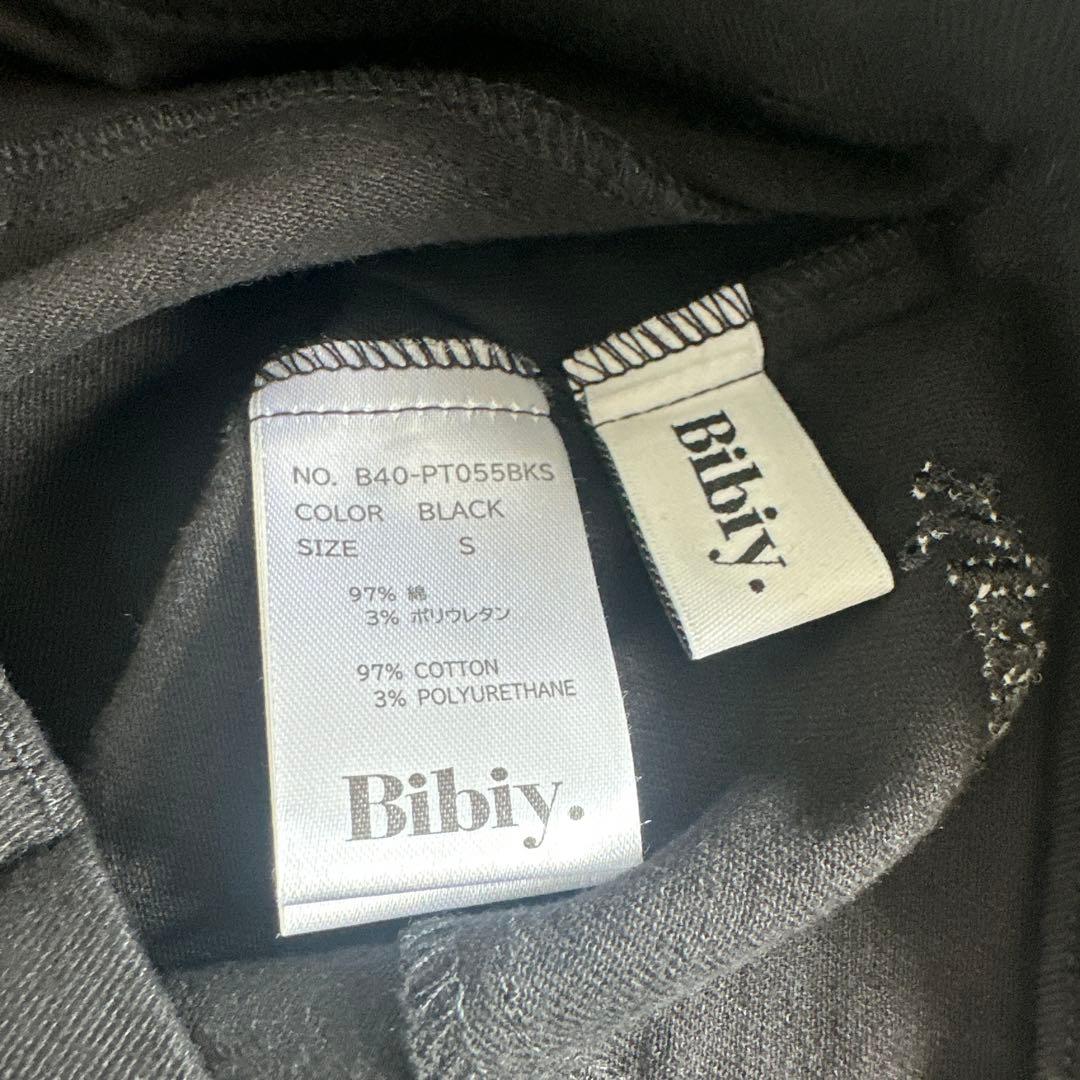 NO. B40-PT055BKS
COLOR BLACK
SIZE S
97% 綿
3% ポリウレタン
97% COTTON
3% POLYURETHANE
Bibiy.
Bibiy.